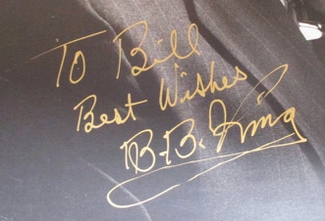 To Bill
Best Wishes
B.B. King